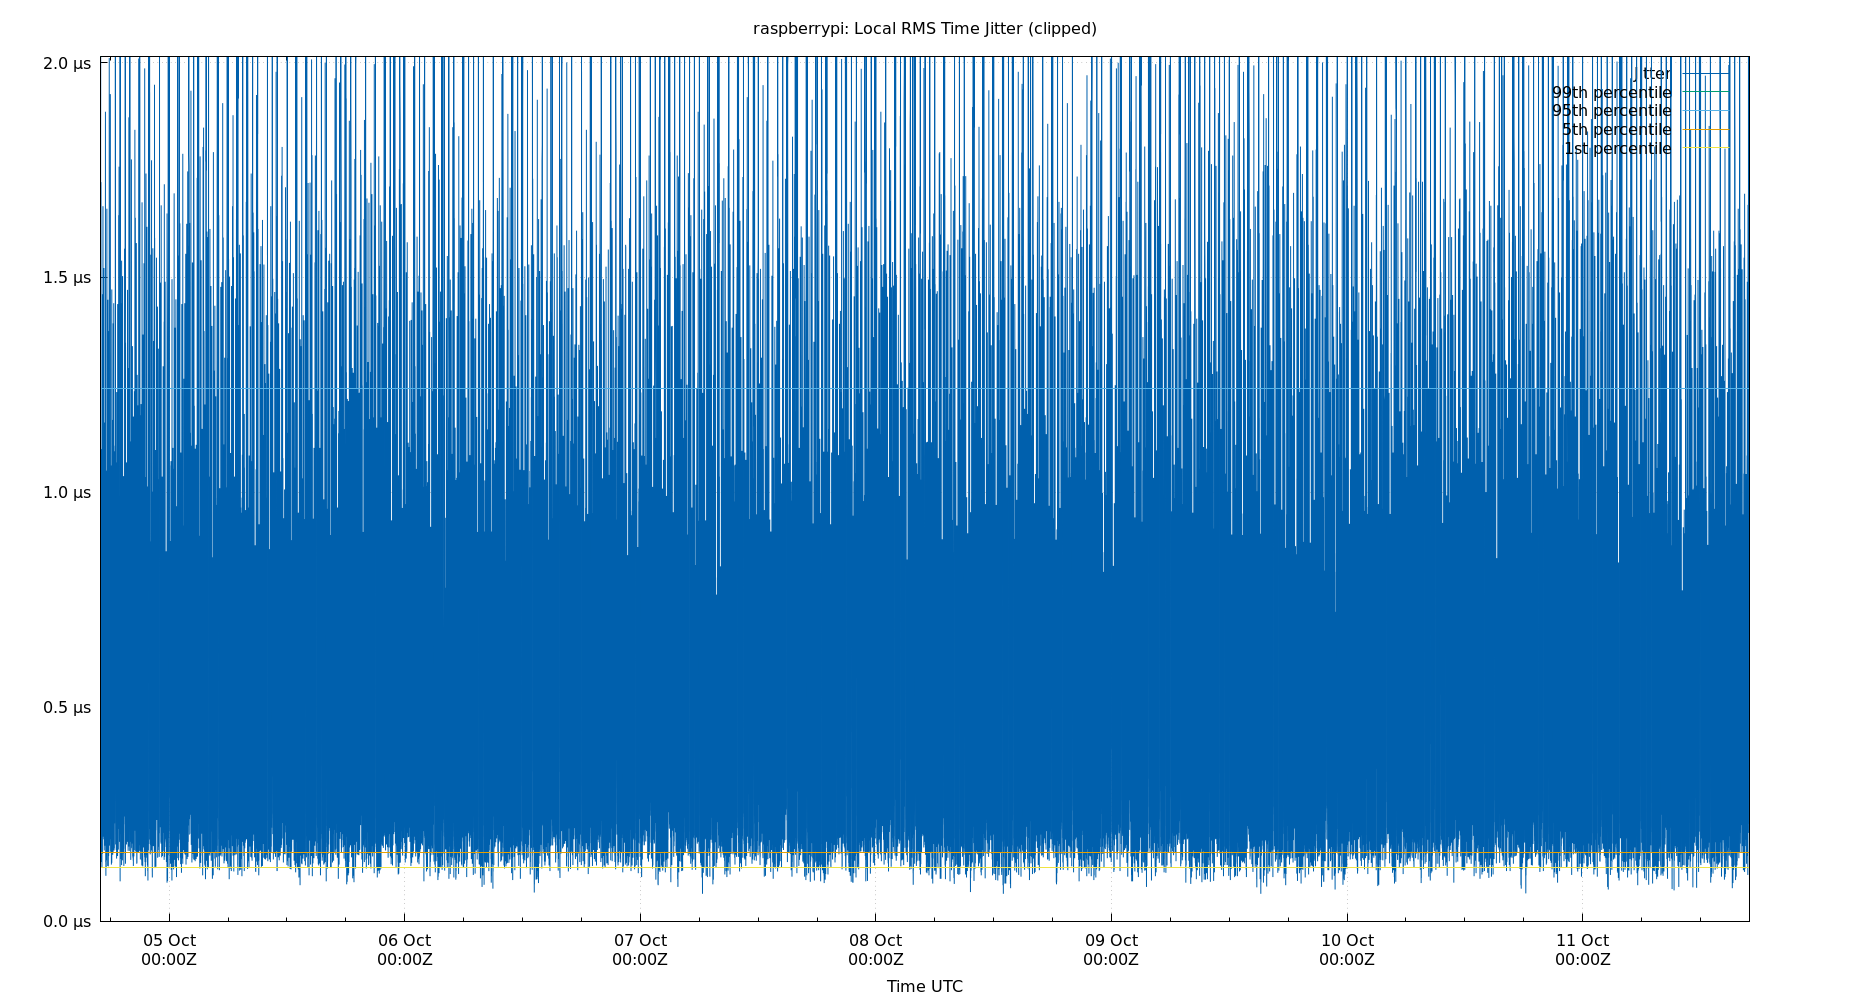 raspberrypi: Local RMS Time Jitter (clipped)
2.0 µs
1.5 µs
1.0 µs
0.5 µs
0.0 µs
Jitter
99th percentile
95th percentile
5th percentile
1st percentile
05 Oct
00:00Z
06 Oct
00:00Z
07 Oct
00:00Z
08 Oct
00:00Z
09 Oct
00:00Z
10 Oct
00:00Z
11 Oct
00:00Z
Time UTC